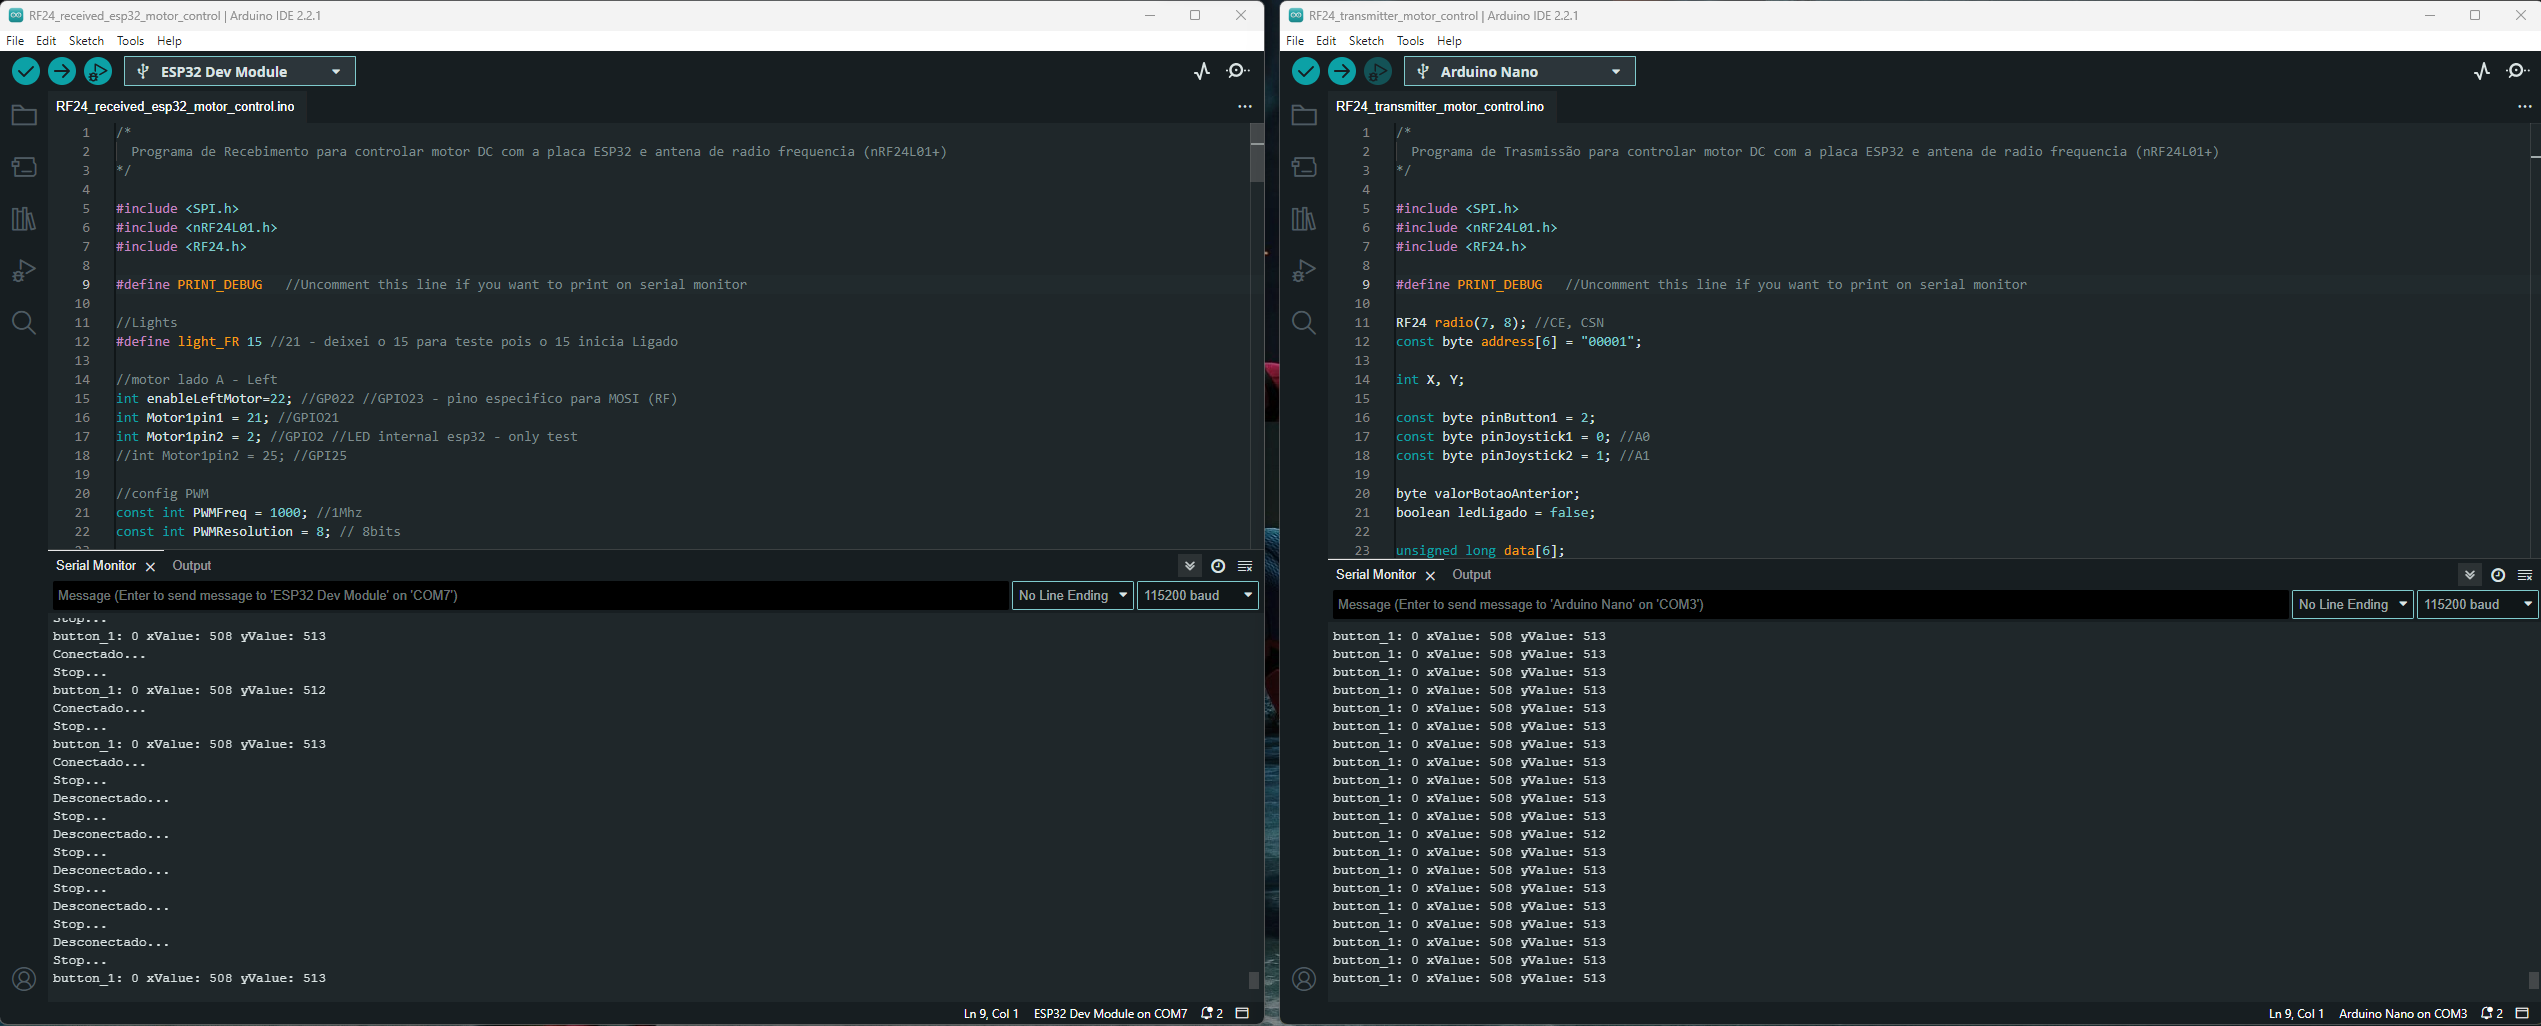 RF24_received_esp32_motor_control | Arduino IDE 2.2.1
File Edit Sketch Tools Help
ESP32 Dev Module
RF24_received_esp32_motor_control.ino
1 /*
2 Programa de Recebimento para controlar motor DC com a placa ESP32 e antena de radio frequencia (nRF24L01+)
3 */
4
5 #include <SPI.h>
6 #include <nRF24L01.h>
7 #include <RF24.h>
8
9 #define PRINT_DEBUG //Uncomment this line if you want to print on serial monitor
10
11 //Lights
12 #define light_FR 15 //21 - deixei o 15 para teste pois o 15 inicia Ligado
13
14 //motor lado A - Left
15 int enableLeftMotor=22; //GP022 //GPIO23 - pino especifico para MOSI (RF)
16 int Motor1pin1 = 21; //GPIO21
17 int Motor1pin2 = 2; //GPIO2 //LED internal esp32 - only test
18 //int Motor1pin2 = 25; //GPI25
19
20 //config PWM
21 const int PWMFreq = 1000; //1Mhz
22 const int PWMResolution = 8; // 8bits
23
Serial Monitor Output
Message (Enter to send message to 'ESP32 Dev Module' on 'COM7')
No Line Ending 115200 baud
Stop...
button_1: 0 xValue: 508 yValue: 513
Conectado...
Stop...
button_1: 0 xValue: 508 yValue: 512
Conectado...
Stop...
button_1: 0 xValue: 508 yValue: 513
Conectado...
Stop...
Desconectado...
Stop...
Desconectado...
Stop...
Desconectado...
Stop...
Desconectado...
Stop...
Desconectado...
Stop...
button_1: 0 xValue: 508 yValue: 513
Ln 9, Col 1 ESP32 Dev Module on COM7 2
RF24_transmitter_motor_control | Arduino IDE 2.2.1
File Edit Sketch Tools Help
Arduino Nano
RF24_transmitter_motor_control.ino
1 /*
2 Programa de Trasmissão para controlar motor DC com a placa ESP32 e antena de radio frequencia (nRF24L01+)
3 */
4
5 #include <SPI.h>
6 #include <nRF24L01.h>
7 #include <RF24.h>
8
9 #define PRINT_DEBUG //Uncomment this line if you want to print on serial monitor
10
11 RF24 radio(7, 8); //CE, CSN
12 const byte address[6] = "00001";
13
14 int X, Y;
15
16 const byte pinButton1 = 2;
17 const byte pinJoystick1 = 0; //A0
18 const byte pinJoystick2 = 1; //A1
19
20 byte valorBotaoAnterior;
21 boolean ledLigado = false;
22
23 unsigned long data[6];
Serial Monitor Output
Message (Enter to send message to 'Arduino Nano' on 'COM3')
No Line Ending 115200 baud
button_1: 0 xValue: 508 yValue: 513
button_1: 0 xValue: 508 yValue: 513
button_1: 0 xValue: 508 yValue: 513
button_1: 0 xValue: 508 yValue: 513
button_1: 0 xValue: 508 yValue: 513
button_1: 0 xValue: 508 yValue: 513
button_1: 0 xValue: 508 yValue: 513
button_1: 0 xValue: 508 yValue: 513
button_1: 0 xValue: 508 yValue: 513
button_1: 0 xValue: 508 yValue: 513
button_1: 0 xValue: 508 yValue: 513
button_1: 0 xValue: 508 yValue: 512
button_1: 0 xValue: 508 yValue: 513
button_1: 0 xValue: 508 yValue: 513
button_1: 0 xValue: 508 yValue: 513
button_1: 0 xValue: 508 yValue: 513
button_1: 0 xValue: 508 yValue: 513
button_1: 0 xValue: 508 yValue: 513
button_1: 0 xValue: 508 yValue: 513
button_1: 0 xValue: 508 yValue: 513
Ln 9, Col 1 Arduino Nano on COM3 2